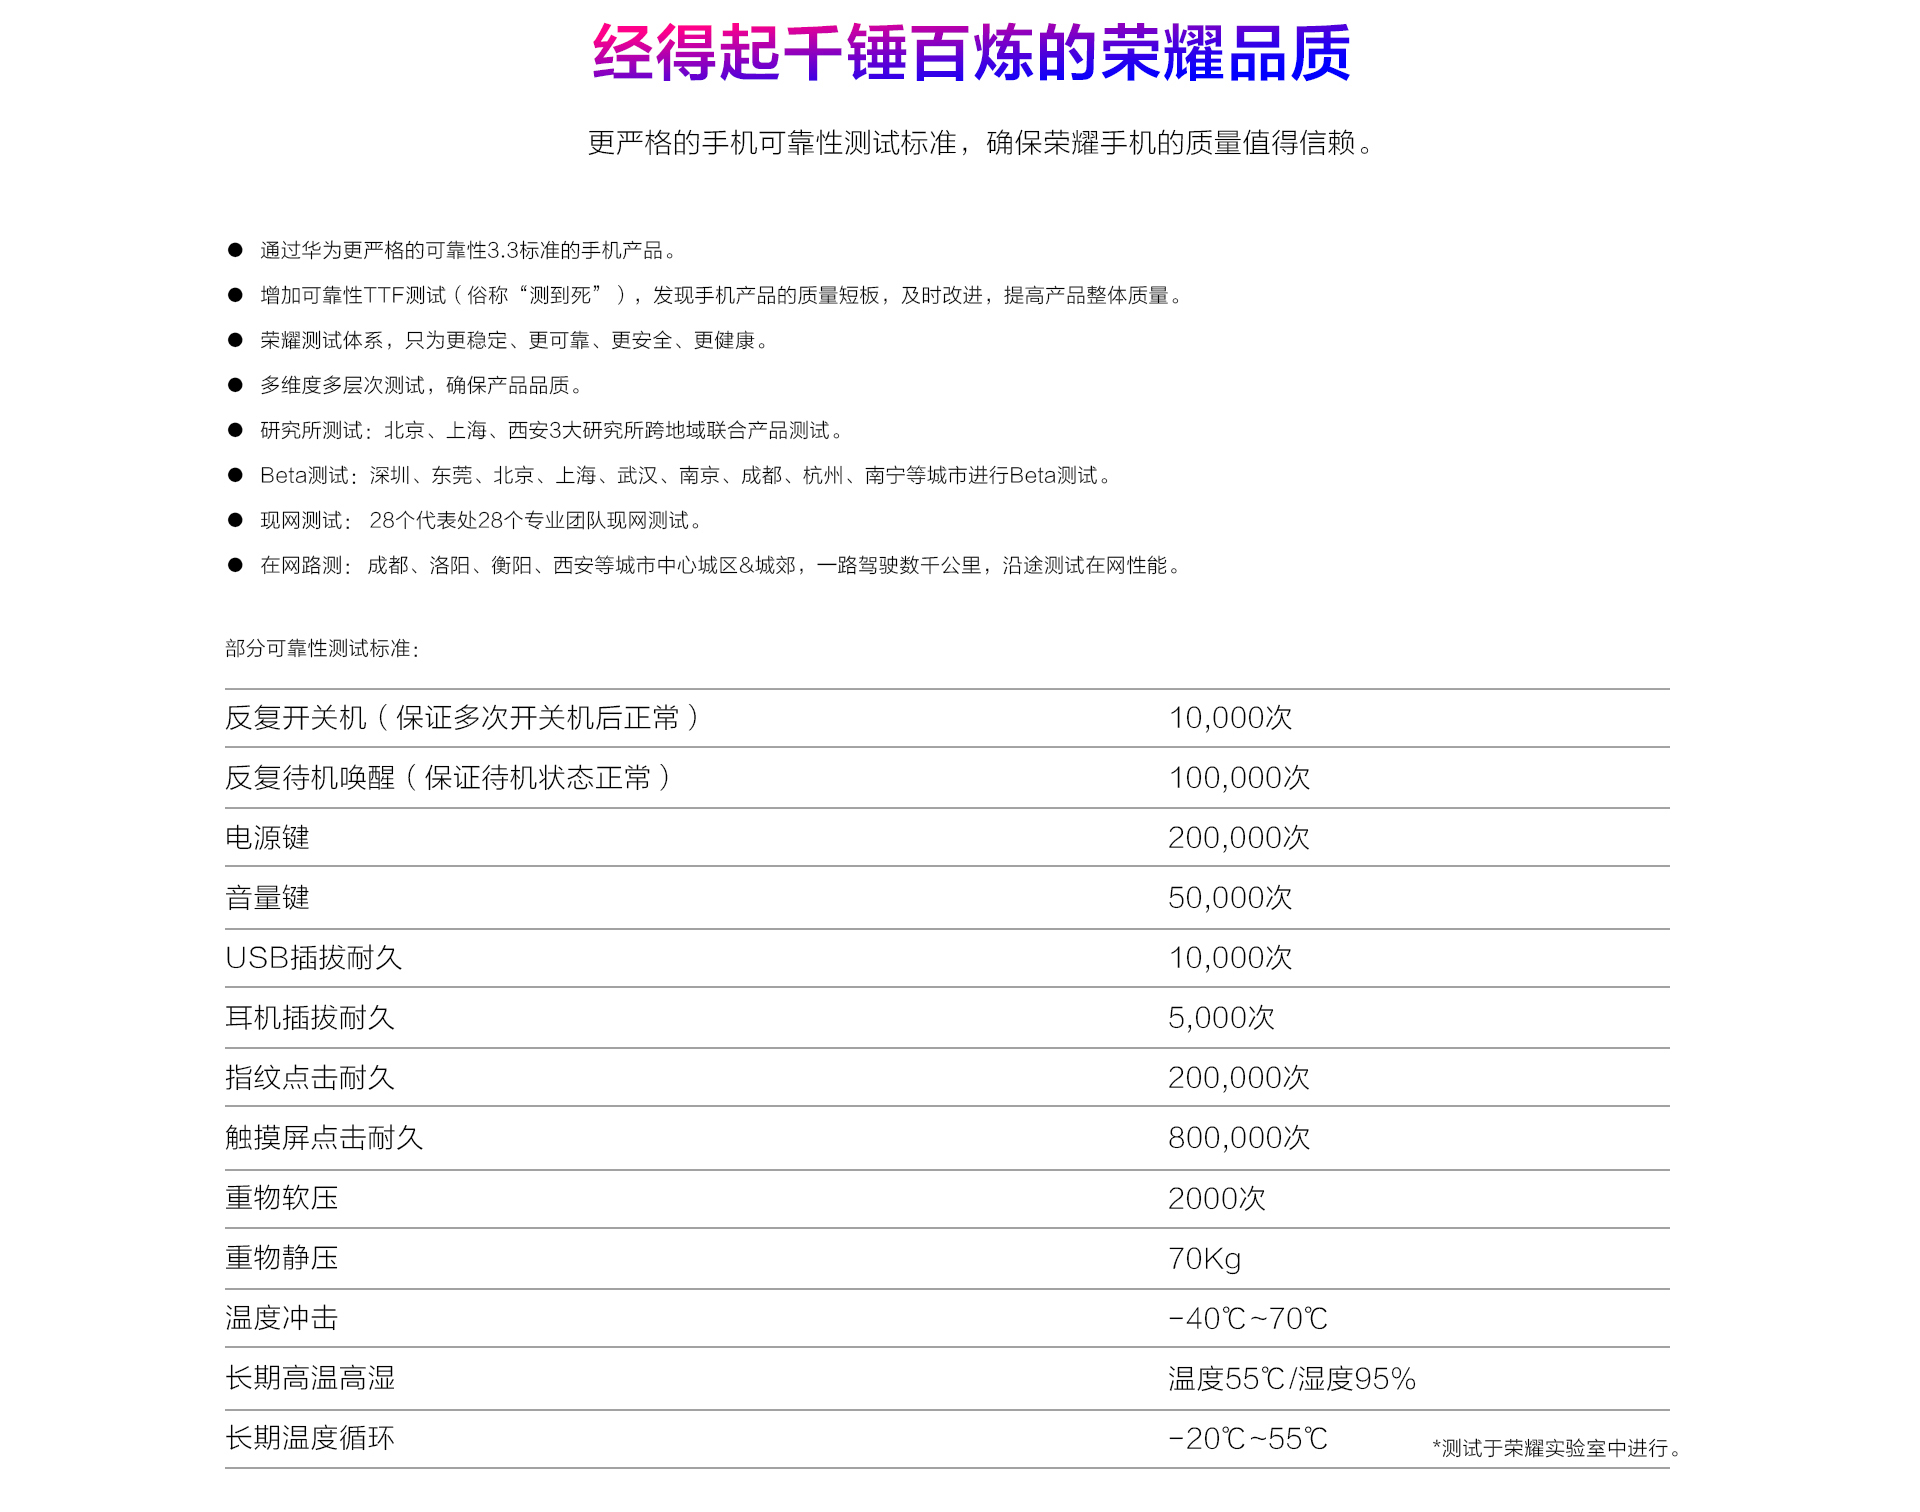 经得起千锤百炼的荣耀品质
更严格的手机可靠性测试标准，确保荣耀手机的质量值得信赖。
● 通过华为更严格的可靠性3.3标准的手机产品。
● 增加可靠性TTF测试（俗称“测到死”），发现手机产品的质量短板，及时改进，提高产品整体质量。
● 荣耀测试体系，只为更稳定、更可靠、更安全、更健康。
● 多维度多层次测试，确保产品品质。
● 研究所测试：北京、上海、西安3大研究所跨地域联合产品测试。
● Beta测试：深圳、东莞、北京、上海、武汉、南京、成都、杭州、南宁等城市进行Beta测试。
● 现网测试： 28个代表处28个专业团队现网测试。
● 在网路测： 成都、洛阳、衡阳、西安等城市中心城区&城郊，一路驾驶数千公里，沿途测试在网性能。
部分可靠性测试标准：
反复开关机（保证多次开关机后正常） 10,000次
反复待机唤醒（保证待机状态正常） 100,000次
电源键 200,000次
音量键 50,000次
USB插拔耐久 10,000次
耳机插拔耐久 5,000次
指纹点击耐久 200,000次
触摸屏点击耐久 800,000次
重物软压 2000次
重物静压 70Kg
温度冲击 -40℃~70℃
长期高温高湿 温度55℃/湿度95%
长期温度循环 -20℃~55℃
*测试于荣耀实验室中进行。